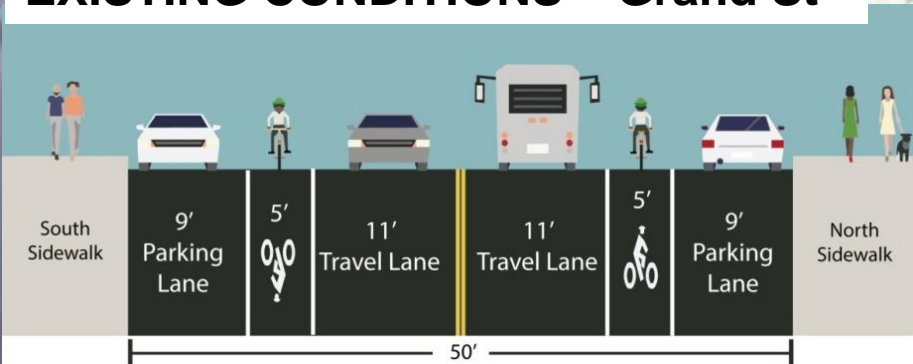 EXISTING CONDITIONS – Grand St
South
Sidewalk
9'
Parking
Lane
5'
11'
Travel Lane
11'
Travel Lane
5'
9'
Parking
Lane
North
Sidewalk
50'